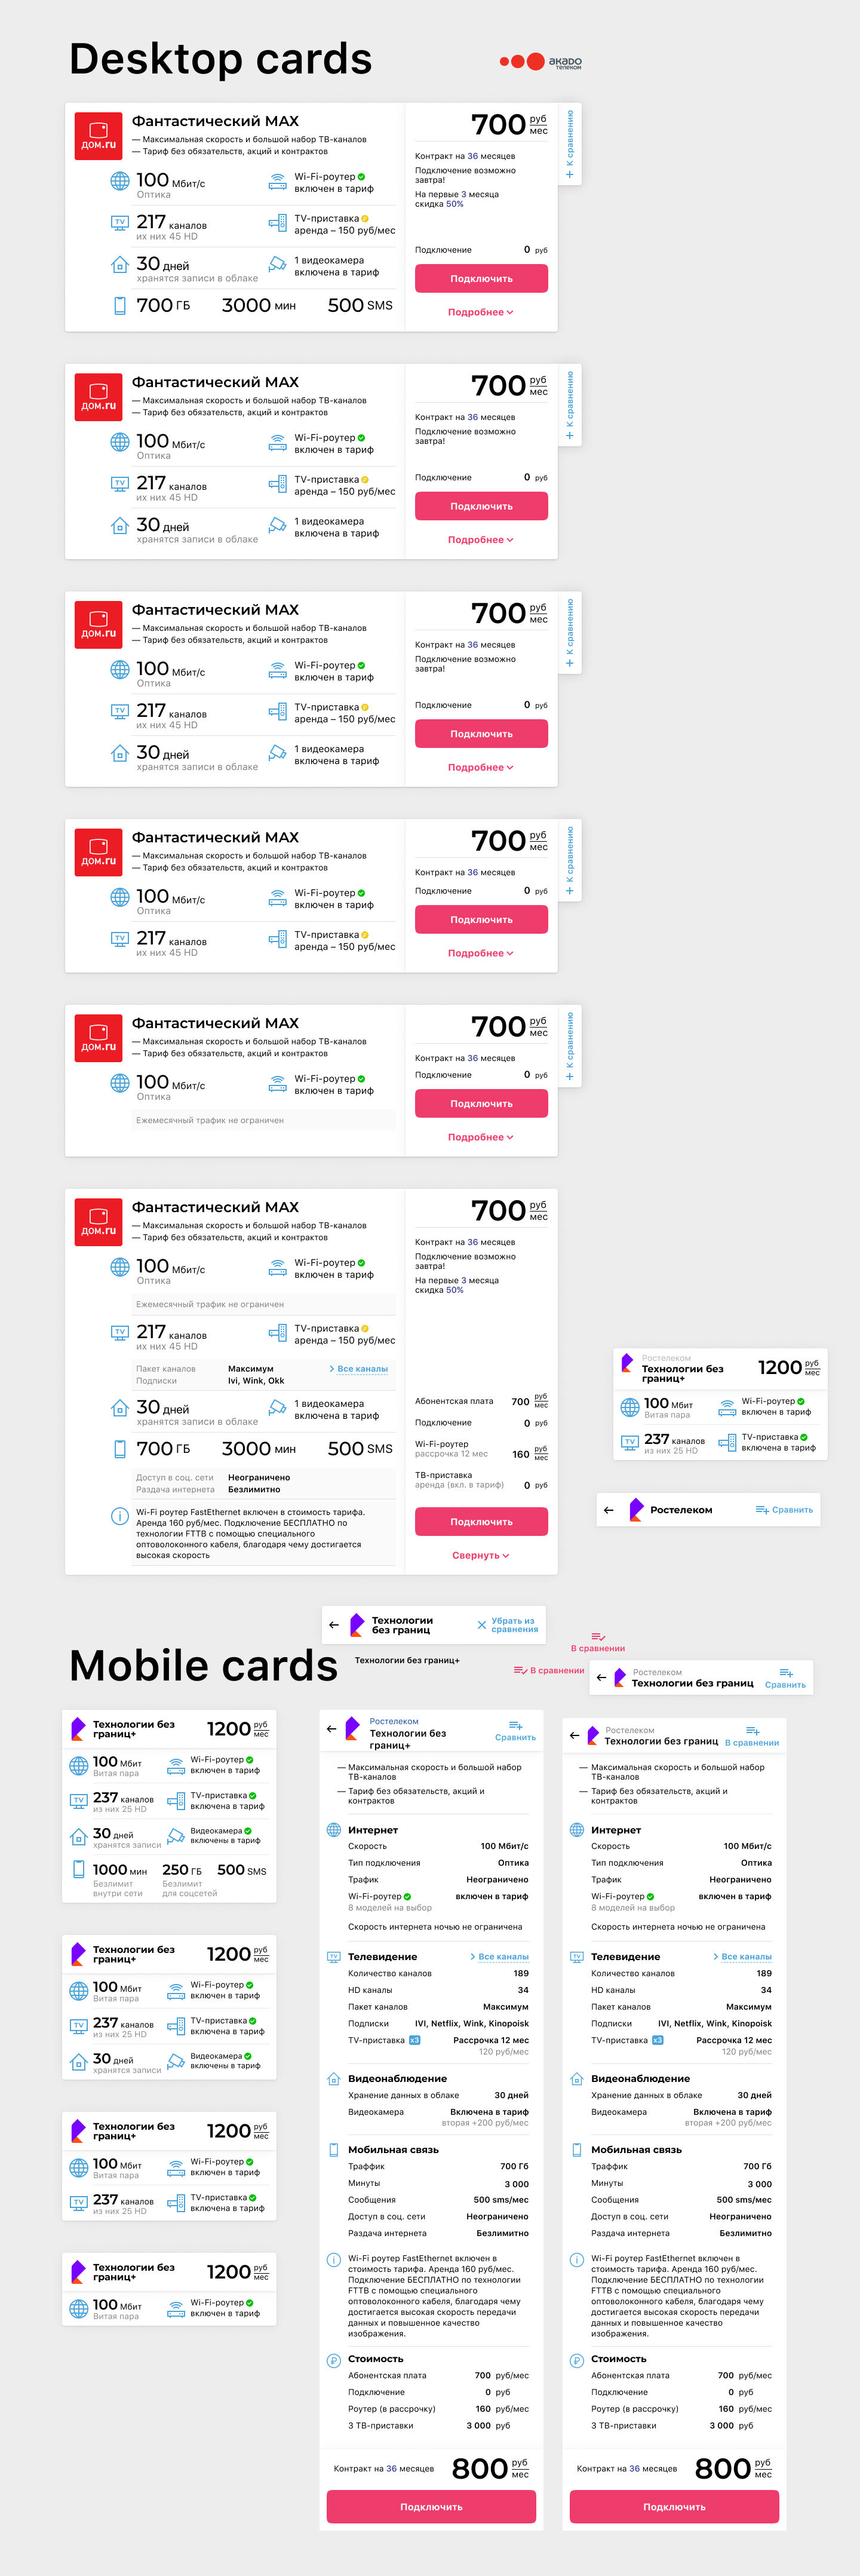 Desktop cards
акадо
телеком
дом.ru
Фантастический MAX
— Максимальная скорость и большой набор ТВ-каналов
— Тариф без обязательств, акций и контрактов
100 Мбит/с
Оптика
Wi-Fi-роутер
включен в тариф
217 каналов
их них 45 HD
TV-приставка
аренда – 150 руб/мес
30 дней
хранятся записи в облаке
1 видеокамера
включена в тариф
700 ГБ 3000 мин 500 SMS
700 руб
мес
Контракт на 36 месяцев
Подключение возможно
завтра!
На первые 3 месяца
скидка 50%
Подключение 0 руб
Подключить
Подробнее
+ К сравнению
дом.ru
Фантастический MAX
— Максимальная скорость и большой набор ТВ-каналов
— Тариф без обязательств, акций и контрактов
100 Мбит/с
Оптика
Wi-Fi-роутер
включен в тариф
TV
217 каналов
их них 45 HD
TV-приставка
аренда – 150 руб/мес
30 дней
хранятся записи в облаке
1 видеокамера
включена в тариф
700 руб
мес
Контракт на 36 месяцев
Подключение возможно
завтра!
Подключение 0 руб
Подключить
Подробнее
+ К сравнению
дом.ru
Фантастический MAX
— Максимальная скорость и большой набор ТВ-каналов
— Тариф без обязательств, акций и контрактов
100 Мбит/с
Оптика
Wi-Fi-роутер
включен в тариф
TV
217 каналов
их них 45 HD
TV-приставка
аренда – 150 руб/мес
30 дней
хранятся записи в облаке
1 видеокамера
включена в тариф
700 руб
мес
Контракт на 36 месяцев
Подключение возможно
завтра!
Подключение 0 руб
Подключить
Подробнее
+ К сравнению
дом.ru
Фантастический MAX
— Максимальная скорость и большой набор ТВ-каналов
— Тариф без обязательств, акций и контрактов
100 Мбит/с
Оптика
Wi-Fi-роутер
включен в тариф
TV
217 каналов
их них 45 HD
TV-приставка
аренда – 150 руб/мес
700 руб
мес
Контракт на 36 месяцев
Подключение 0 руб
Подключить
Подробнее
+ К сравнению
дом.ru
Фантастический MAX
— Максимальная скорость и большой набор ТВ-каналов
— Тариф без обязательств, акций и контрактов
100 Мбит/с
Оптика
Wi-Fi-роутер
включен в тариф
Ежемесячный трафик не ограничен
700 руб
мес
Контракт на 36 месяцев
Подключение 0 руб
Подключить
Подробнее
+ К сравнению
дом.ru
Фантастический MAX
— Максимальная скорость и большой набор ТВ-каналов
— Тариф без обязательств, акций и контрактов
100 Мбит/с
Оптика
Wi-Fi-роутер
включен в тариф
Ежемесячный трафик не ограничен
TV
217 каналов
их них 45 HD
TV-приставка
аренда – 150 руб/мес
Пакет каналов Максимум Все каналы
Подписки Ivi, Wink, Okk
30 дней
хранятся записи в облаке
1 видеокамера
включена в тариф
700 ГБ 3000 мин 500 SMS
Доступ в соц. сети Неограничено
Раздача интернета Безлимитно
Wi-Fi роутер FastEthernet включен в стоимость тарифа.
Аренда 160 руб/мес. Подключение БЕСПЛАТНО по
технологии FTTB с помощью специального
оптоволоконного кабеля, благодаря чему достигается
высокая скорость
700 руб
мес
Контракт на 36 месяцев
Подключение возможно
завтра!
На первые 3 месяца
скидка 50%
Абонентская плата 700 руб
мес
Подключение 0 руб
Wi-Fi-роутер
рассрочка 12 мес 160 руб
мес
ТВ-приставка
аренда (вкл. в тариф) 0 руб
Подключить
Свернуть
Ростелеком
Технологии без
границ+
1200 руб
мес
100 Мбит
Витая пара
Wi-Fi-роутер
включен в тариф
TV
237 каналов
из них 25 HD
TV-приставка
включена в тариф
Ростелеком
Сравнить
Технологии
без границ
Убрать из
сравнения
Технологии без границ+
В сравнении
В сравнении
Ростелеком
Технологии без границ
Сравнить
Mobile cards
Технологии без
границ+
1200 руб
мес
100 Мбит
Витая пара
Wi-Fi-роутер
включен в тариф
TV
237 каналов
из них 25 HD
TV-приставка
включена в тариф
30 дней
хранятся записи
Видеокамера
включены в тариф
1000 мин 250 ГБ 500 SMS
Безлимит
внутри сети
Безлимит
для соцсетей
Технологии без
границ+
1200 руб
мес
100 Мбит
Витая пара
Wi-Fi-роутер
включен в тариф
TV
237 каналов
из них 25 HD
TV-приставка
включена в тариф
30 дней
хранятся записи
Видеокамера
включены в тариф
Технологии без
границ+
1200 руб
мес
100 Мбит
Витая пара
Wi-Fi-роутер
включен в тариф
TV
237 каналов
из них 25 HD
TV-приставка
включена в тариф
Технологии без
границ+
1200 руб
мес
100 Мбит
Витая пара
Wi-Fi-роутер
включен в тариф
Ростелеком
Технологии без
границ+
Сравнить
— Максимальная скорость и большой набор
ТВ-каналов
— Тариф без обязательств, акций и
контрактов
Интернет
Скорость 100 Мбит/с
Тип подключения Оптика
Трафик Неограничено
Wi-Fi-роутер включен в тариф
8 моделей на выбор
Скорость интернета ночью не ограничена
Телевидение Все каналы
Количество каналов 189
HD каналы 34
Пакет каналов Максимум
Подписки IVI, Netflix, Wink, Kinopoisk
TV-приставка x3 Рассрочка 12 мес
120 руб/мес
Видеонаблюдение
Хранение данных в облаке 30 дней
Видеокамера Включена в тариф
вторая +200 руб/мес
Мобильная связь
Траффик 700 Гб
Минуты 3 000
Сообщения 500 sms/мес
Доступ в соц. сети Неограничено
Раздача интернета Безлимитно
Wi-Fi роутер FastEthernet включен в
стоимость тарифа. Аренда 160 руб/мес.
Подключение БЕСПЛАТНО по технологии
FTTB с помощью специального
оптоволоконного кабеля, благодаря чему
достигается высокая скорость передачи
данных и повышенное качество
изображения.
Стоимость
Абонентская плата 700 руб/мес
Подключение 0 руб
Роутер (в рассрочку) 160 руб/мес
3 ТВ-приставки 3 000 руб
Контракт на 36 месяцев 800 руб
мес
Подключить
Ростелеком
Технологии без границ
В сравнении
— Максимальная скорость и большой набор
ТВ-каналов
— Тариф без обязательств, акций и
контрактов
Интернет
Скорость 100 Мбит/с
Тип подключения Оптика
Трафик Неограничено
Wi-Fi-роутер включен в тариф
8 моделей на выбор
Скорость интернета ночью не ограничена
Телевидение Все каналы
Количество каналов 189
HD каналы 34
Пакет каналов Максимум
Подписки IVI, Netflix, Wink, Kinopoisk
TV-приставка x3 Рассрочка 12 мес
120 руб/мес
Видеонаблюдение
Хранение данных в облаке 30 дней
Видеокамера Включена в тариф
вторая +200 руб/мес
Мобильная связь
Траффик 700 Гб
Минуты 3 000
Сообщения 500 sms/мес
Доступ в соц. сети Неограничено
Раздача интернета Безлимитно
Wi-Fi роутер FastEthernet включен в
стоимость тарифа. Аренда 160 руб/мес.
Подключение БЕСПЛАТНО по технологии
FTTB с помощью специального
оптоволоконного кабеля, благодаря чему
достигается высокая скорость передачи
данных и повышенное качество
изображения.
Стоимость
Абонентская плата 700 руб/мес
Подключение 0 руб
Роутер (в рассрочку) 160 руб/мес
3 ТВ-приставки 3 000 руб
Контракт на 36 месяцев 800 руб
мес
Подключить